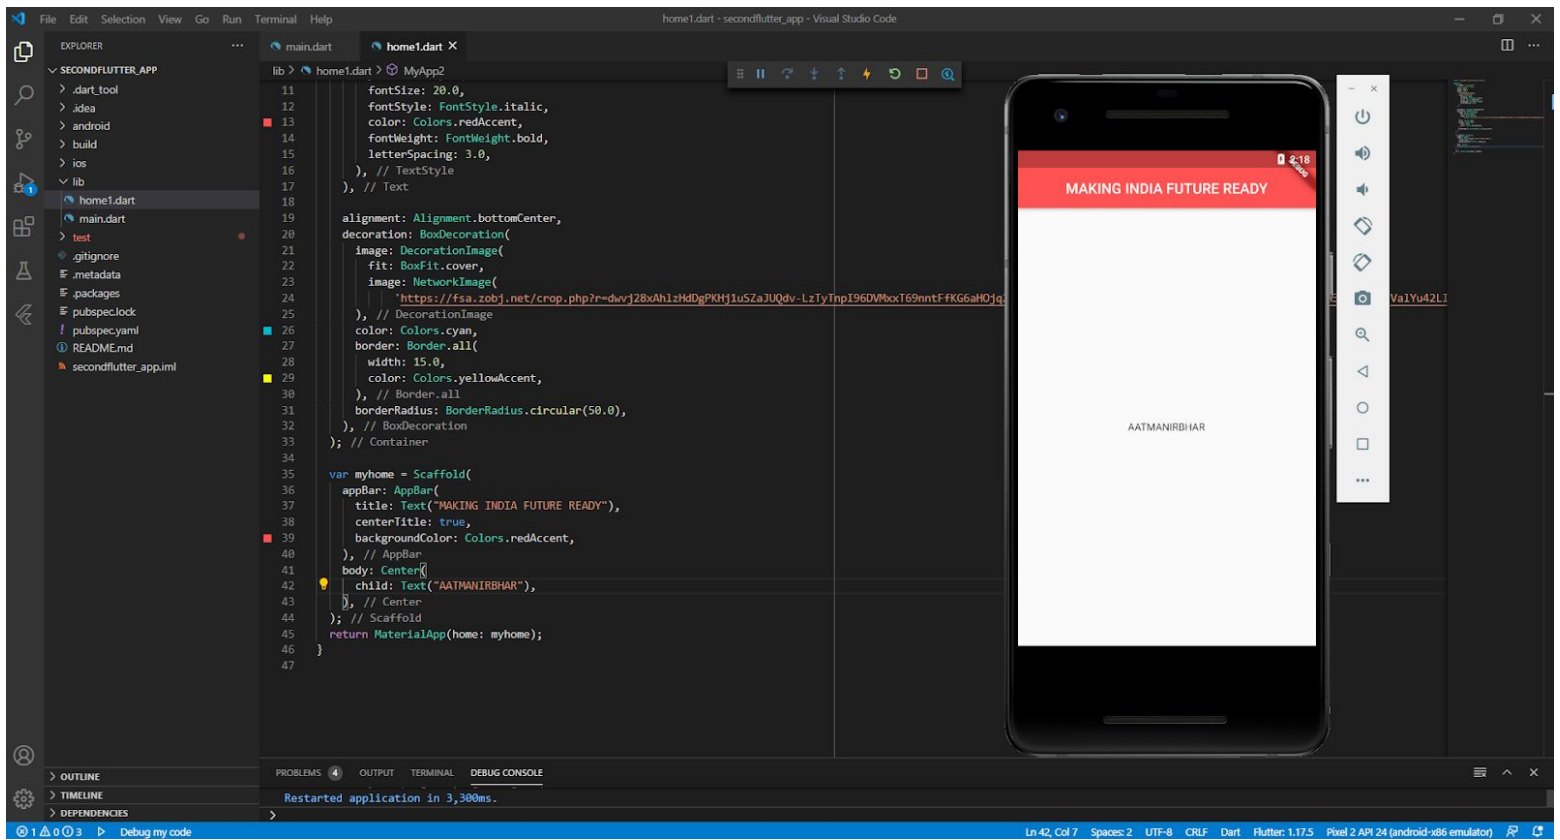 File Edit Selection View Go Run Terminal Help
home1.dart - secondflutter_app - Visual Studio Code
EXPLORER
main.dart
home1.dart
SECONDFLUTTER_APP
lib > home1.dart > MyApp2
.dart_tool
.idea
android
build
ios
lib
home1.dart
main.dart
test
.gitignore
.metadata
.packages
pubspec.lock
pubspec.yaml
README.md
secondflutter_app.iml
1
11 fontSize: 20.0,
12 fontStyle: FontStyle.italic,
13 color: Colors.redAccent,
14 fontWeight: FontWeight.bold,
15 letterSpacing: 3.0,
16 ), // TextStyle
17 ), // Text
18
19 alignment: Alignment.bottomCenter,
20 decoration: BoxDecoration(
21 image: DecorationImage(
22 fit: BoxFit.cover,
23 image: NetworkImage(
24 'https://fsa.zobj.net/crop.php?r=
25 ), // DecorationImage
26 color: Colors.cyan,
27 border: Border.all(
28 width: 15.0,
29 color: Colors.yellowAccent,
30 ), // Border.all
31 borderRadius: BorderRadius.circular(50.0),
32 ), // BoxDecoration
33 ); // Container
34
35 var myhome = Scaffold(
36 appBar: AppBar(
37 title: Text("MAKING INDIA FUTURE READY"),
38 centerTitle: true,
39 backgroundColor: Colors.redAccent,
40 ), // AppBar
41 body: Center(
42 child: Text("AATMANIRBHAR"),
43 ), // Center
44 ); // Scaffold
45 return MaterialApp(home: myhome);
46 }
47
2:18
MAKING INDIA FUTURE READY
AATMANIRBHAR
OUTLINE
TIMELINE
DEPENDENCIES
PROBLEMS 4 OUTPUT TERMINAL DEBUG CONSOLE
Restarted application in 3,300ms.
1 0 3 Debug my code
Ln 42, Col 7 Spaces: 2 UTF-8 CRLF Dart Flutter: 1.17.5 Pixel 2 API 24 (android-x86 emulator)